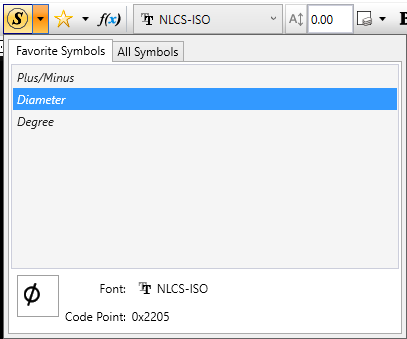 S f(x) NLCS-ISO A 0.00 B
Favorite Symbols All Symbols
Plus/Minus
Diameter
Degree
Ø Font: NLCS-ISO
Code Point: 0x2205